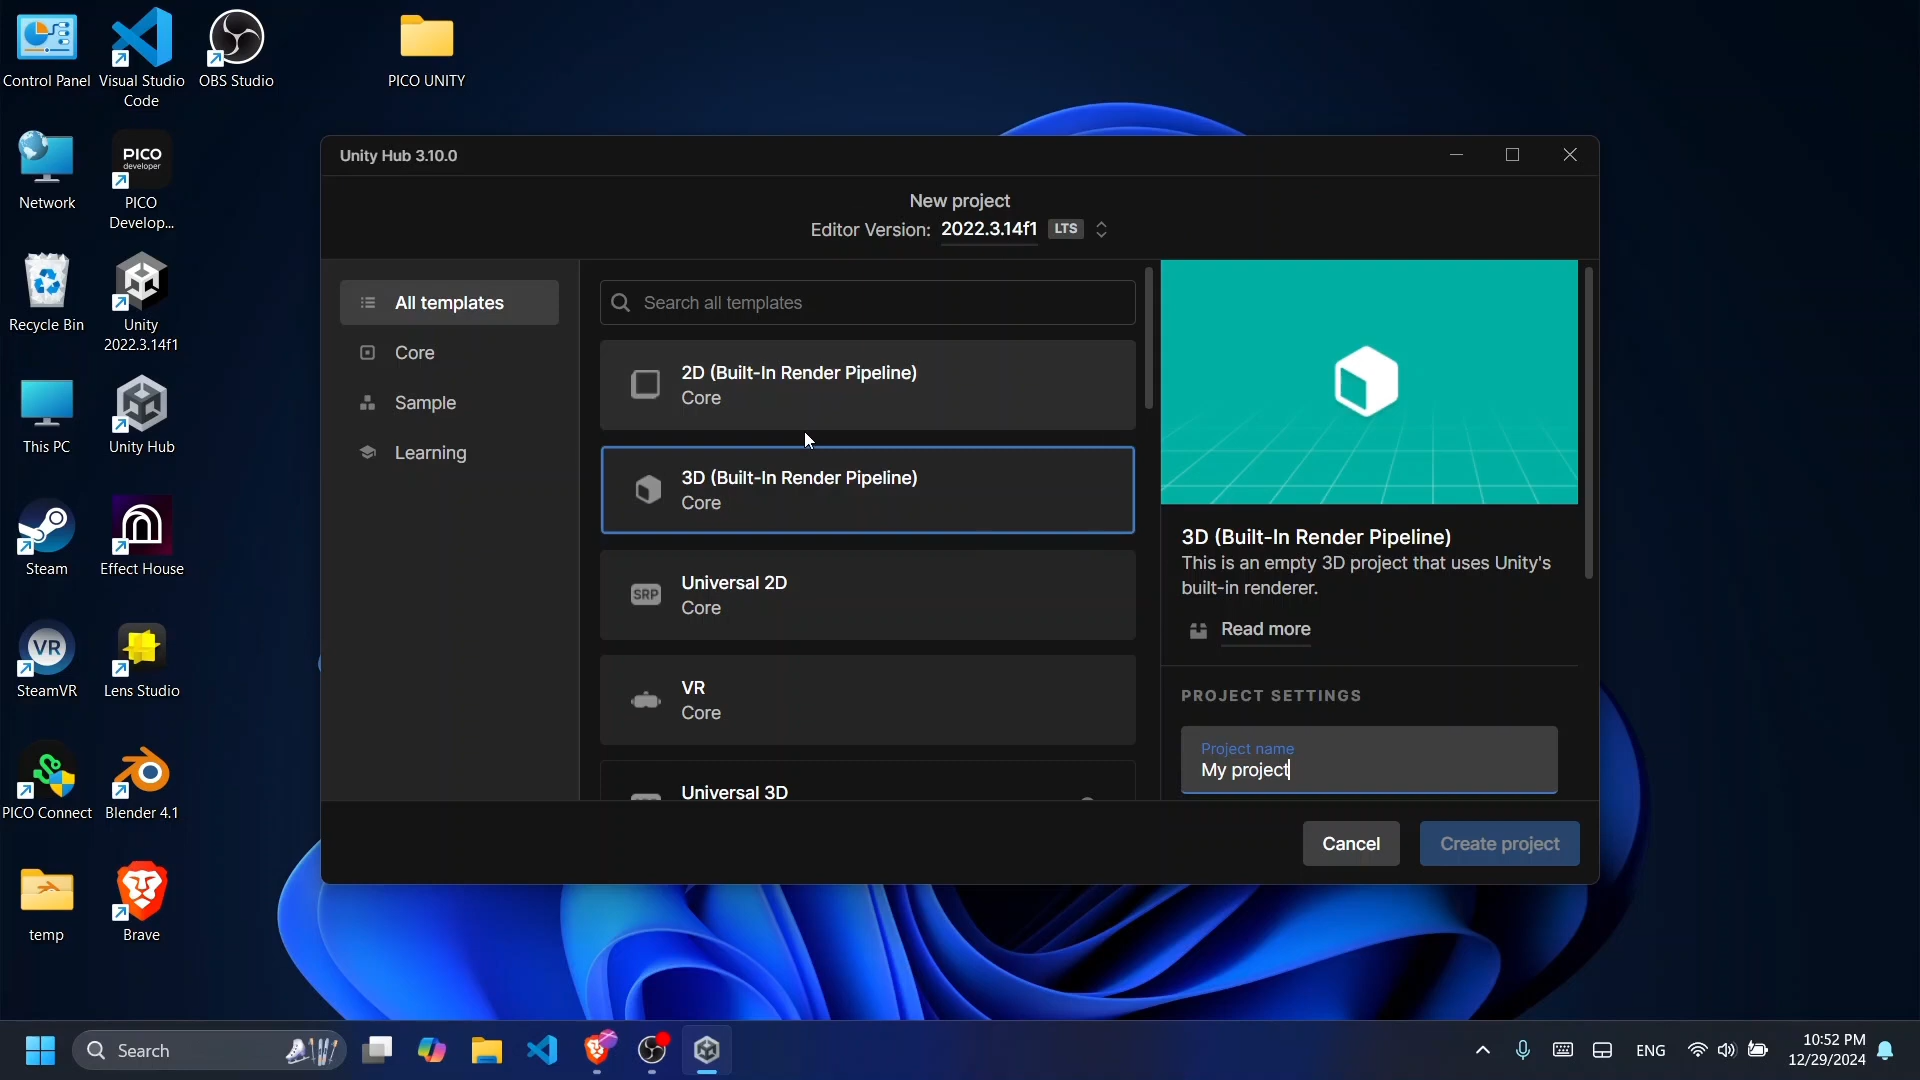 Control Panel
Visual Studio
Code
OBS Studio
PICO UNITY
Network
PICO
developer
PICO
Develop...
Recycle Bin
Unity
2022.3.14f1
This PC
Unity Hub
Steam
Effect House
VR
SteamVR
Lens Studio
PICO Connect
Blender 4.1
temp
Brave
Unity Hub 3.10.0
New project
Editor Version: 2022.3.14f1 LTS
All templates
Core
Sample
Learning
Search all templates
2D (Built-In Render Pipeline)
Core
3D (Built-In Render Pipeline)
Core
SRP
Universal 2D
Core
VR
Core
Universal 3D
3D (Built-In Render Pipeline)
This is an empty 3D project that uses Unity's
built-in renderer.
Read more
PROJECT SETTINGS
Project name
My project
Cancel
Create project
Search
ENG
10:52 PM
12/29/2024